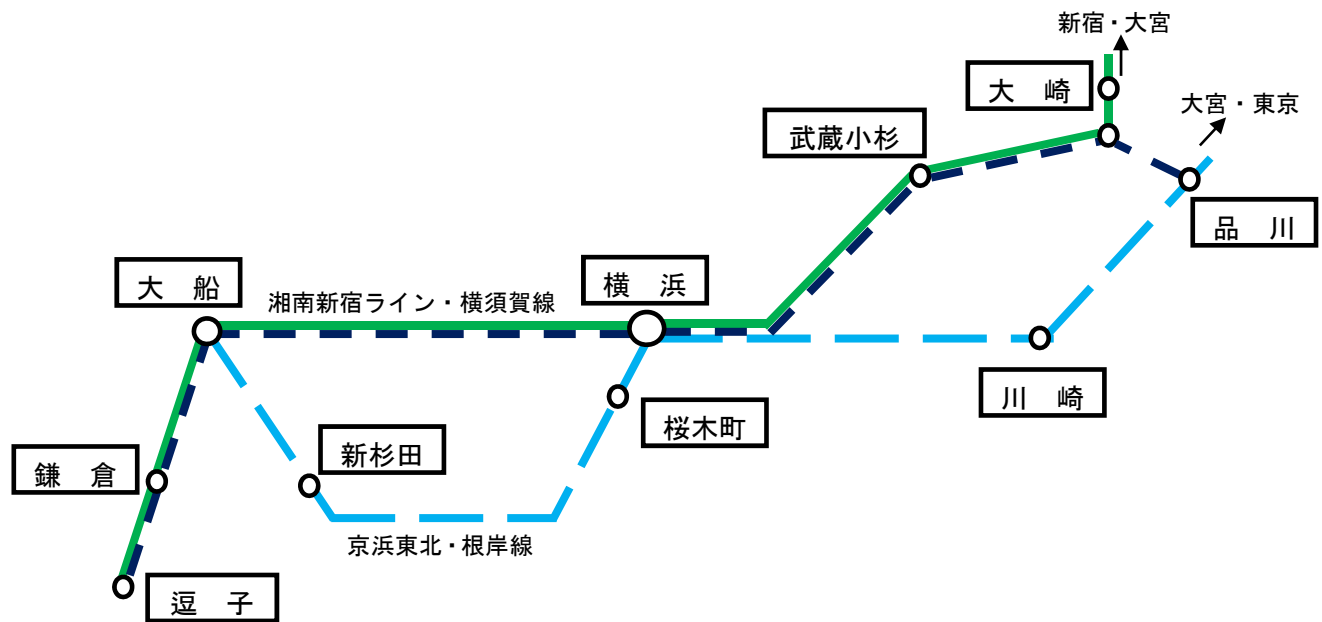 新宿・大宮
大　崎
大宮・東京
武蔵小杉
品　川
大　船
横　浜
湘南新宿ライン・横須賀線
川　崎
桜木町
新杉田
鎌　倉
京浜東北・根岸線
逗　子